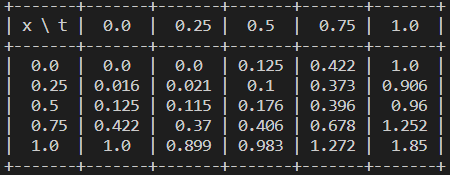 +-------+-------+-------+-------+-------+-------+
| x \ t |  0.0  |  0.25 |  0.5  |  0.75 |  1.0  |
+-------+-------+-------+-------+-------+-------+
|  0.0  |  0.0  |  0.0  | 0.125 | 0.422 |  1.0  |
|  0.25 | 0.016 | 0.021 |  0.1  | 0.373 | 0.906 |
|  0.5  | 0.125 | 0.115 | 0.176 | 0.396 |  0.96 |
|  0.75 | 0.422 |  0.37 | 0.406 | 0.678 | 1.252 |
|  1.0  |  1.0  | 0.899 | 0.983 | 1.272 |  1.85 |
+-------+-------+-------+-------+-------+-------+